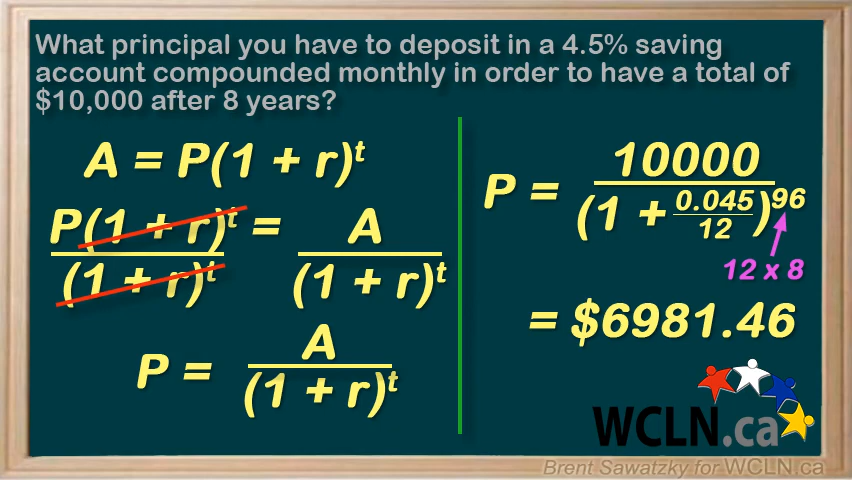 What principal you have to deposit in a 4.5% saving
account compounded monthly in order to have a total of
$10,000 after 8 years?
A = P(1 + r)^t
P(1 + r)^t / (1 + r)^t = A / (1 + r)^t
P = A / (1 + r)^t
P = 10000 / (1 + 0.045/12)^96
12 x 8
= $6981.46
WCLN.ca
Brent Sawatzky for WCLN.ca